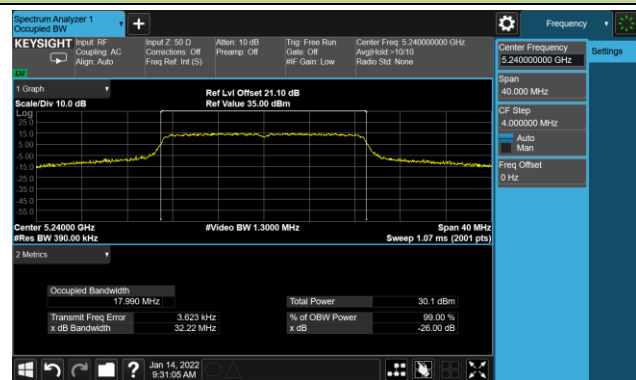 Spectrum Analyzer 1
Occupied BW
Frequency
KEYSIGHT
Input: RF
Coupling: AC
Align: Auto
Input Z: 50 Ω
Corrections: Off
Freq Ref: Int (S)
Atten: 10 dB
Preamp: Off
Trig: Free Run
Gate: Off
#IF Gain: Low
Center Freq: 5.240000000 GHz
Avg|Hold:>10/10
Radio Std: None
Center Frequency
5.240000000 GHz
Settings
Span
40.000 MHz
CF Step
4.000000 MHz
Auto
Man
Freq Offset
0 Hz
1 Graph
Scale/Div 10.0 dB
Ref Lvl Offset 21.10 dB
Ref Value 35.00 dBm
Log
25.0
15.0
5.00
-5.00
-15.0
-25.0
-35.0
-45.0
-55.0
Center 5.24000 GHz
#Res BW 390.00 kHz
#Video BW 1.3000 MHz
Span 40 MHz
Sweep 1.07 ms (2001 pts)
2 Metrics
Occupied Bandwidth
17.990 MHz
Total Power
30.1 dBm
Transmit Freq Error
3.623 kHz
% of OBW Power
99.00 %
x dB Bandwidth
32.22 MHz
x dB
-26.00 dB
?
Jan 14, 2022
9:31:05 AM